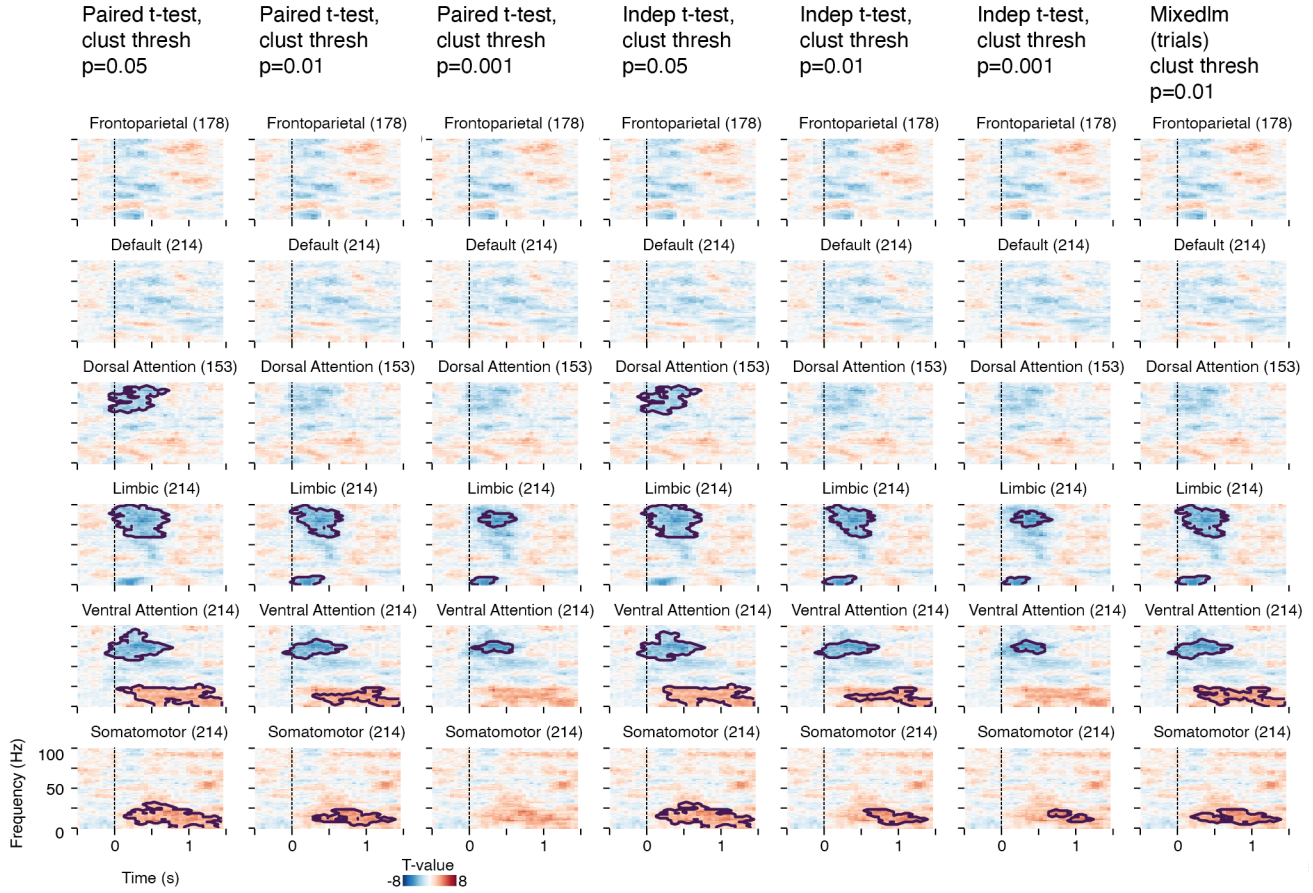 Paired t-test, clust thresh p=0.05
Paired t-test, clust thresh p=0.01
Paired t-test, clust thresh p=0.001
Indep t-test, clust thresh p=0.05
Indep t-test, clust thresh p=0.01
Indep t-test, clust thresh p=0.001
Mixedlm (trials) clust thresh p=0.01
Frontoparietal (178) Frontoparietal (178) Frontoparietal (178) Frontoparietal (178) Frontoparietal (178) Frontoparietal (178) Frontoparietal (178)
Default (214) Default (214) Default (214) Default (214) Default (214) Default (214) Default (214)
Dorsal Attention (153) Dorsal Attention (153) Dorsal Attention (153) Dorsal Attention (153) Dorsal Attention (153) Dorsal Attention (153) Dorsal Attention (153)
Limbic (214) Limbic (214) Limbic (214) Limbic (214) Limbic (214) Limbic (214) Limbic (214)
Ventral Attention (214) Ventral Attention (214) Ventral Attention (214) Ventral Attention (214) Ventral Attention (214) Ventral Attention (214) Ventral Attention (214)
Somatomotor (214) Somatomotor (214) Somatomotor (214) Somatomotor (214) Somatomotor (214) Somatomotor (214) Somatomotor (214)
Frequency (Hz)
100
50
0
0 1 0 1 0 1 0 1 0 1 0 1 0 1
Time (s)
T-value
-8 8